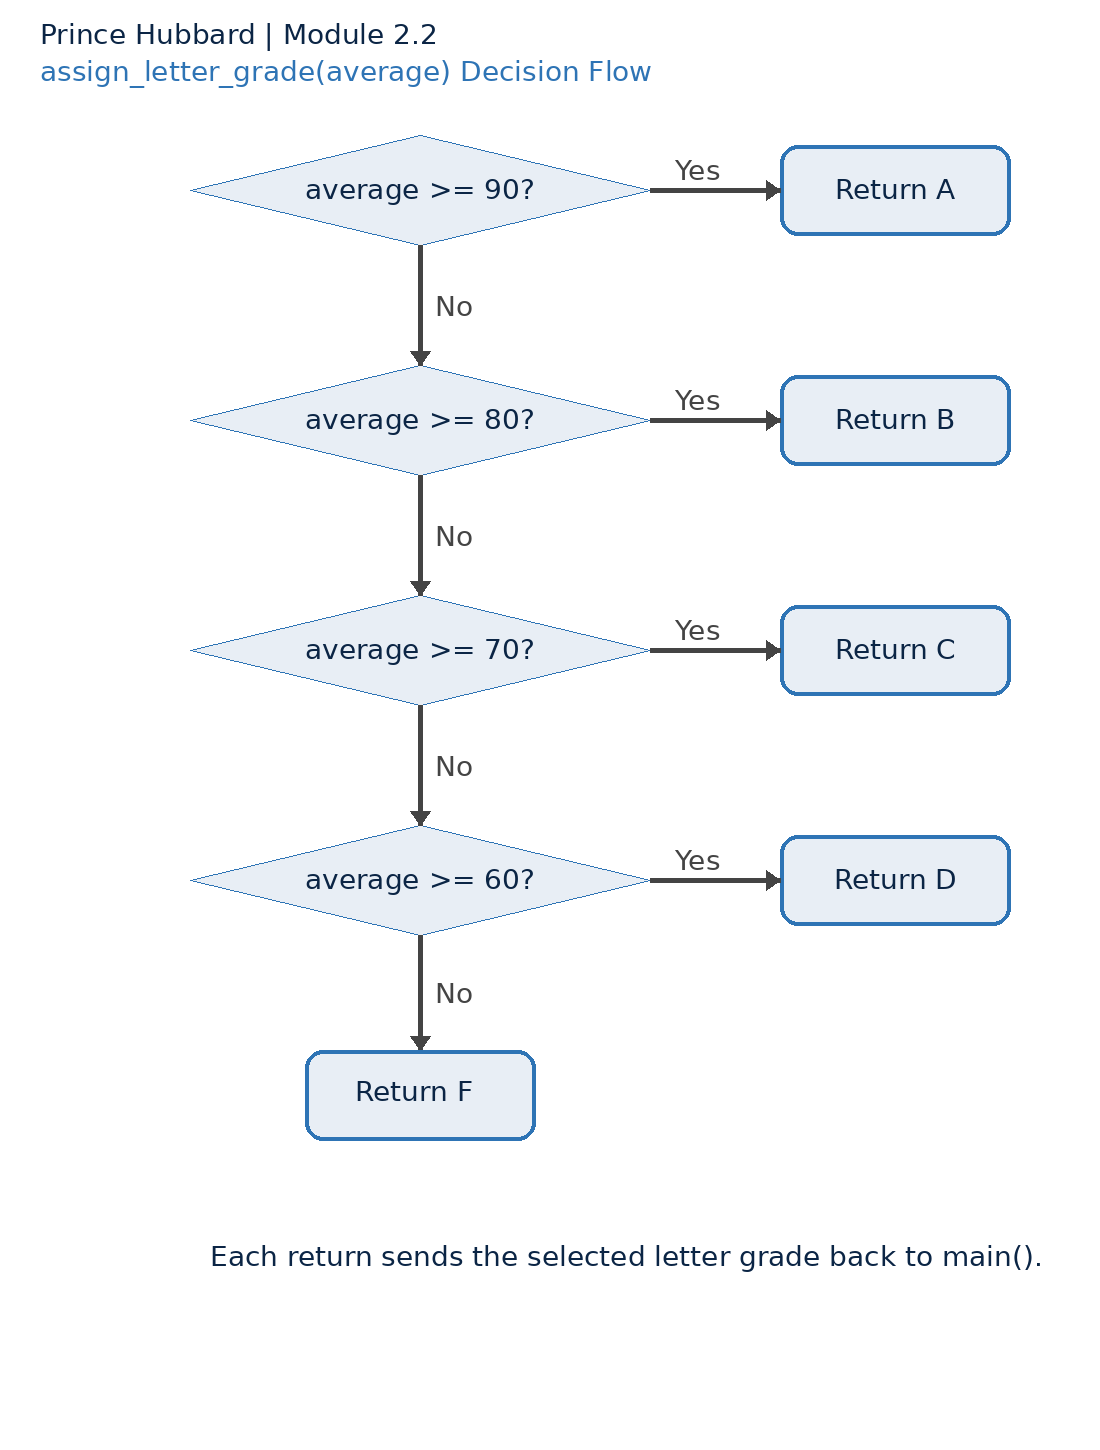 Prince Hubbard | Module 2.2
assign_letter_grade(average) Decision Flow
average >= 90?
Yes
Return A
No
average >= 80?
Yes
Return B
No
average >= 70?
Yes
Return C
No
average >= 60?
Yes
Return D
No
Return F
Each return sends the selected letter grade back to main().